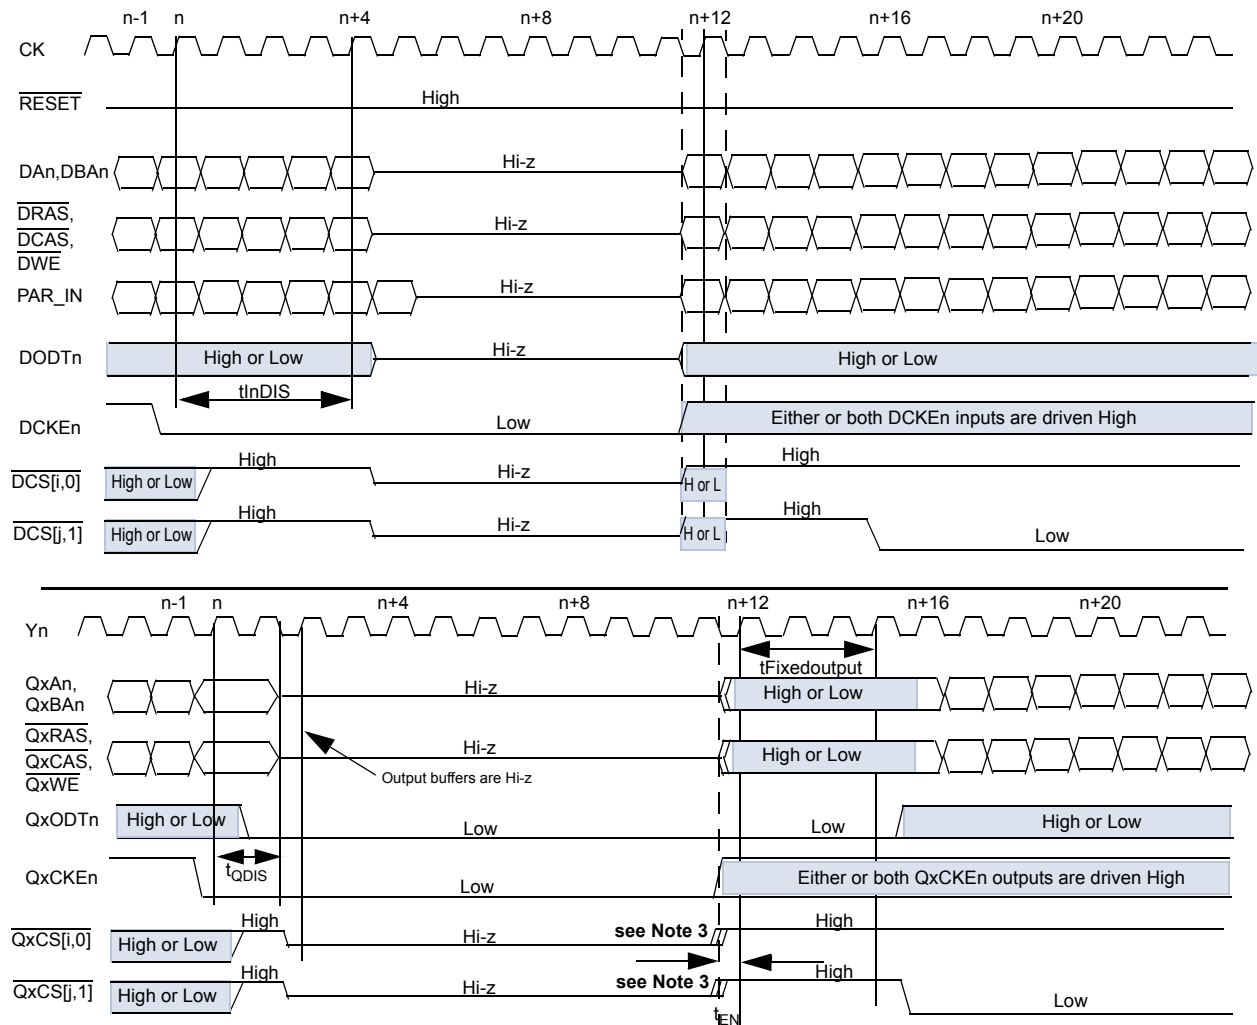 n-1 n n+4 n+8 n+12 n+16 n+20
CK
RESET High
DAn,DBAn Hi-z
DRAS,
DCAS, Hi-z
DWE
PAR_IN Hi-z
DODTn High or Low Hi-z High or Low
tInDIS
DCKEn Low Either or both DCKEn inputs are driven High
DCS[i,0] High or Low High Hi-z H or L High
DCS[j,1] High or Low High Hi-z H or L High Low
n-1 n n+4 n+8 n+12 n+16 n+20
Yn
tFixedoutput
QxAn,
QxBAn Hi-z High or Low
QxRAS,
QxCAS, Hi-z High or Low
QxWE
Output buffers are Hi-z
QxODTn High or Low Low Low High or Low
tQDIS
QxCKEn Low Either or both QxCKEn outputs are driven High
QxCS[i,0] High or Low High Hi-z see Note 3 High
QxCS[j,1] High or Low High Hi-z see Note 3 High Low
tEN